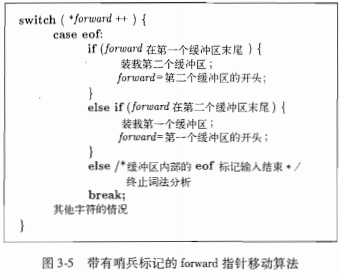 switch ( *forward ++ ) {
case eof:
if (forward 在第一个缓冲区末尾 ) {
装载第二个缓冲区；
forward=第二个缓冲区的开头；
}
else if (forward 在第二个缓冲区末尾) {
装载第一个缓冲区；
forward=第一个缓冲区的开头；
}
else /*缓冲区内部的 eof 标记输入结束 * /
终止词法分析
break;
其他字符的情况
}
图 3-5 带有哨兵标记的 forward 指针移动算法